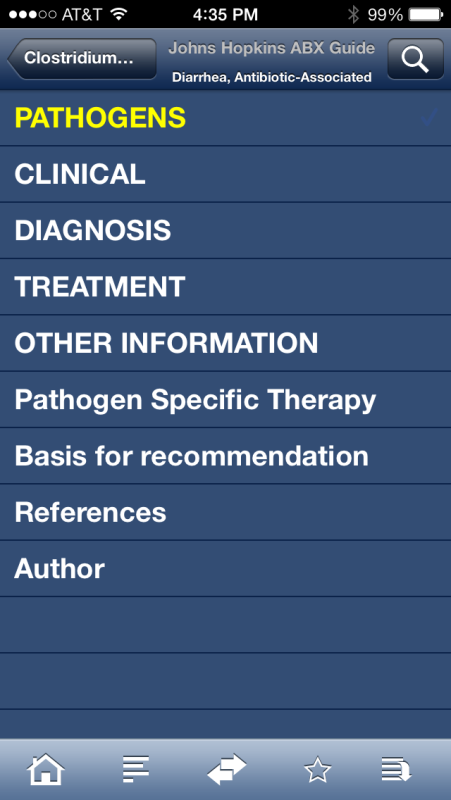 AT&T 4:35 PM 99%
Clostridium... Johns Hopkins ABX Guide
Diarrhea, Antibiotic-Associated
PATHOGENS
CLINICAL
DIAGNOSIS
TREATMENT
OTHER INFORMATION
Pathogen Specific Therapy
Basis for recommendation
References
Author